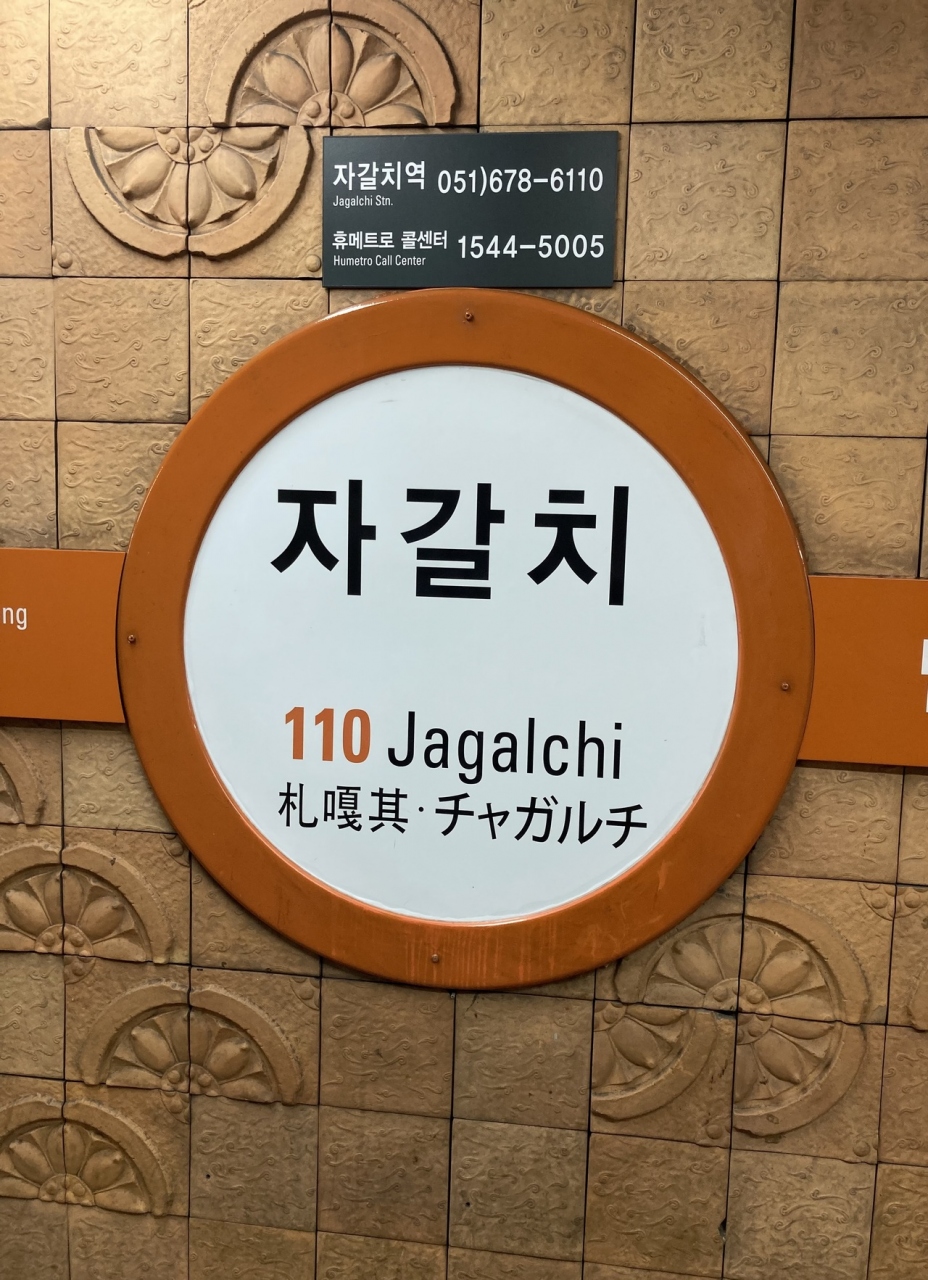 자갈치역 051)678-6110
Jagalchi Stn.
휴메트로 콜센터 1544-5005
Humetro Call Center
자갈치
110 Jagalchi
札嘎其·チャガルチ